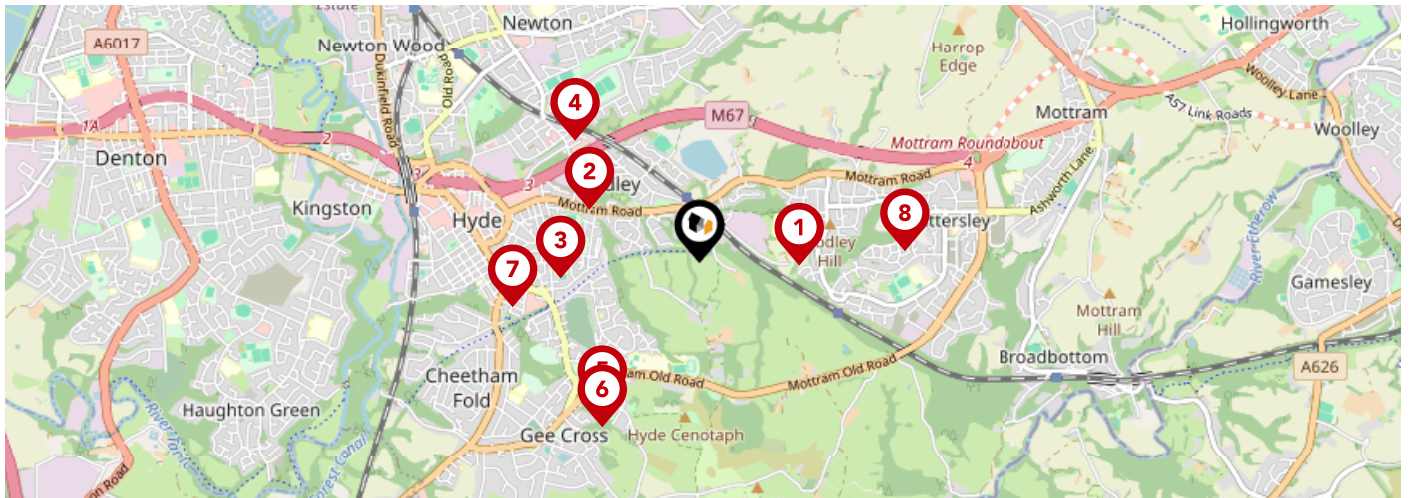 Estate
Newton
Hollingworth
A6017
Newton Wood
Harrop
Edge
Dukinfield Road
Old Road
Woolley Lane
4
M67
A57 Link Roads
Mottram
1A
2
Woolley
Denton
Mottram Roundabout
4
3
3
2
Mottram Road
Ashworth Lane
Kingston
Mottram Road
Hyde
8
1
3
Hill
River Etherow
7
Gamesley
Mottram
Hill
Broadbottom
A626
Cheetham
Fold
5
6
Mottram Old Road
Haughton Green
River Tame
Gee Cross
Hyde Cenotaph